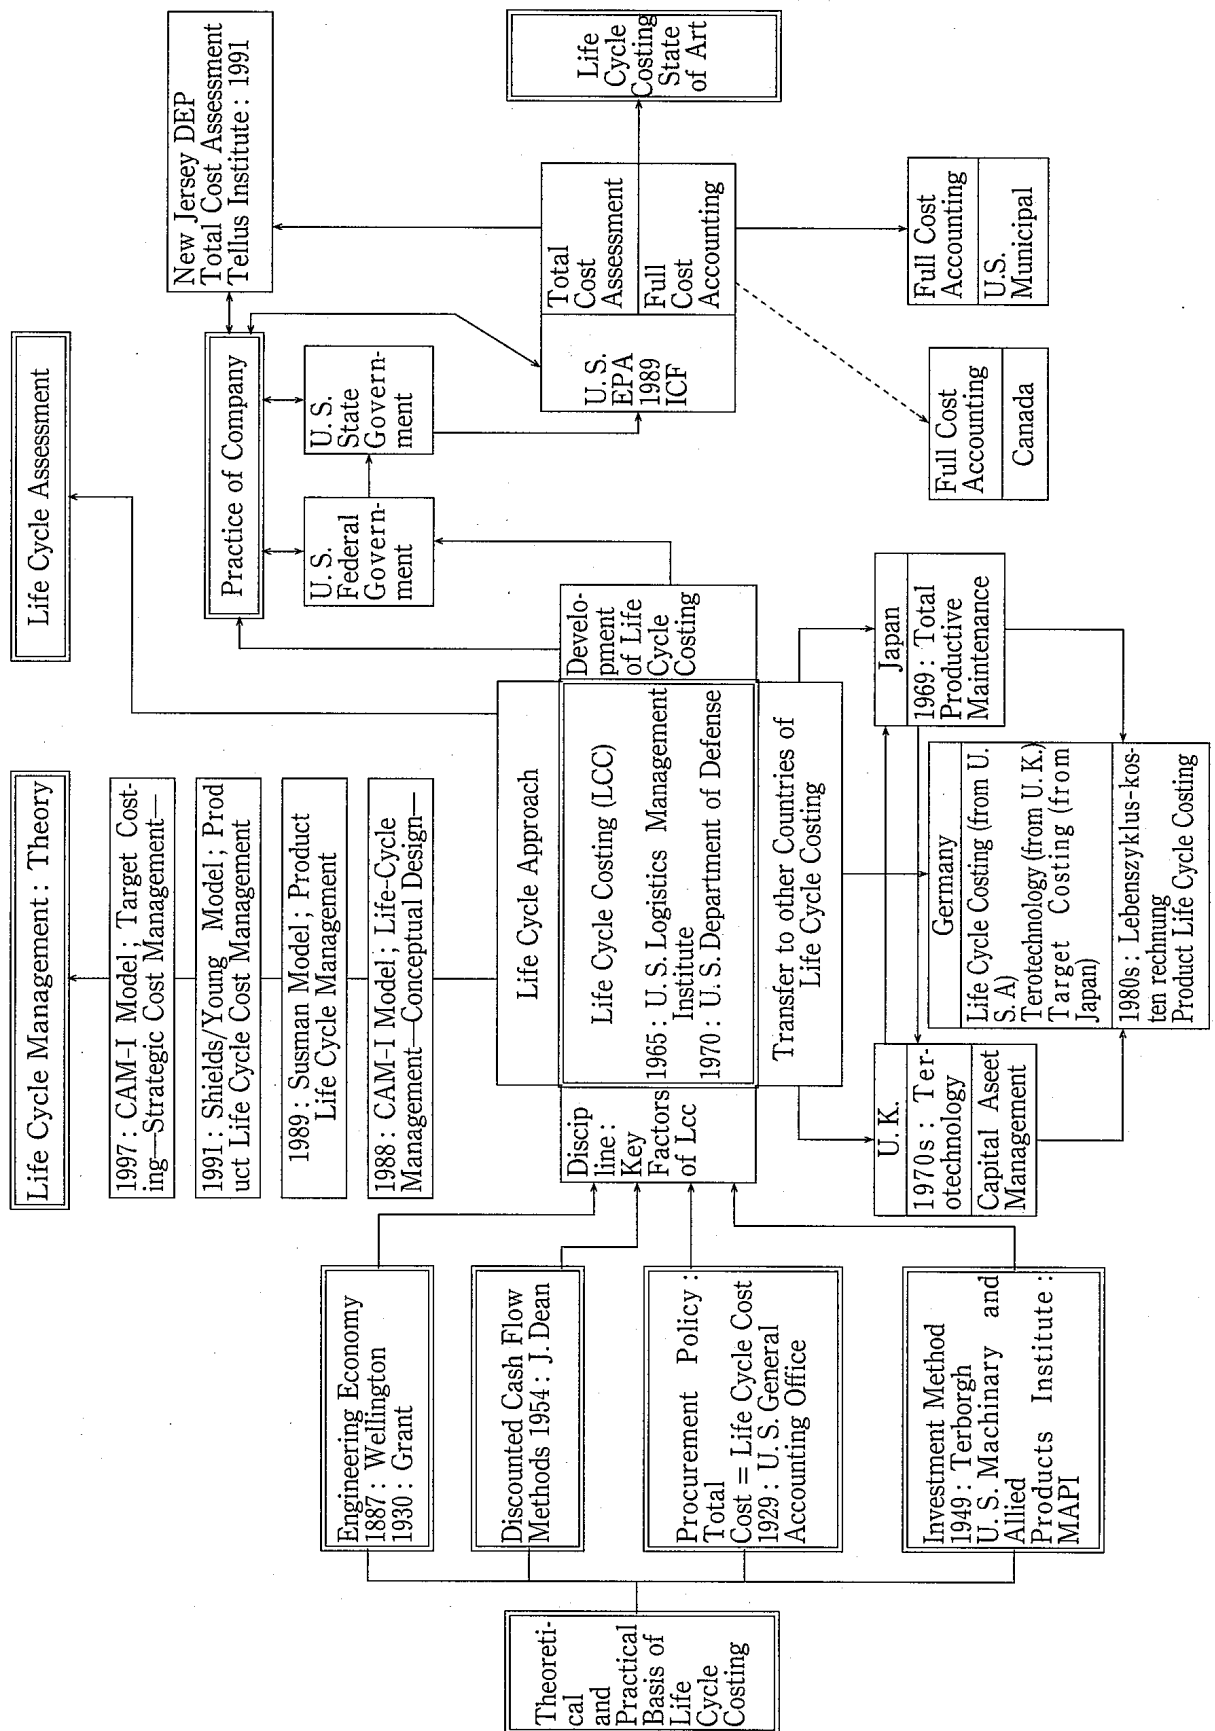 Life Cycle Management : Theory
1997 : CAM-I Model ; Target Cost-
ing—Strategic Cost Management—
1991 : Shields/Young Model ; Prod
uct Life Cycle Cost Management
1989 : Susman Model ; Product
Life Cycle Management
1988 : CAM-I Model ; Life-Cycle
Management—Conceptual Design—
Life Cycle Assessment
Practice of Company
New Jersey DEP
Total Cost Assessment
Tellus Institute : 1991
U. S.
Federal
Govern-
ment
U. S.
State
Govern-
ment
Theoreti-
cal
and
Practical
Basis of
Life
Cycle
Costing
Engineering Economy
1887 : Wellington
1930 : Grant
Discounted Cash Flow
Methods 1954 : J. Dean
Procurement Policy :
Total
Cost = Life Cycle Cost
1929 : U. S. General
Accounting Office
Investment Method
1949 : Terborgh
U. S. Machinary and
Allied
Products Institute :
MAPI
Discip
line :
Key
Factors
of Lcc
Life Cycle Approach
Life Cycle Costing (LCC)
1965 : U. S. Logistics Management
Institute
1970 : U. S. Department of Defense
Transfer to other Countries of
Life Cycle Costing
Develo-
pment
of Life
Cycle
Costing
U. S.
EPA
1989
ICF
Total
Cost
Assessment
Full
Cost
Accounting
Life
Cycle
Costing
State
of Art
U. K.
1970s : Ter-
otechnology
Capital Aseet
Management
Germany
Life Cycle Costing (from U.
S. A)
Terotechnology (from U. K.)
Target Costing (from
Japan)
1980s : Lebenszyklus-kos-
ten rechnung
Product Life Cycle Costing
Japan
1969 : Total
Productive
Maintenance
Full Cost
Accounting
Canada
Full Cost
Accounting
U. S.
Municipal